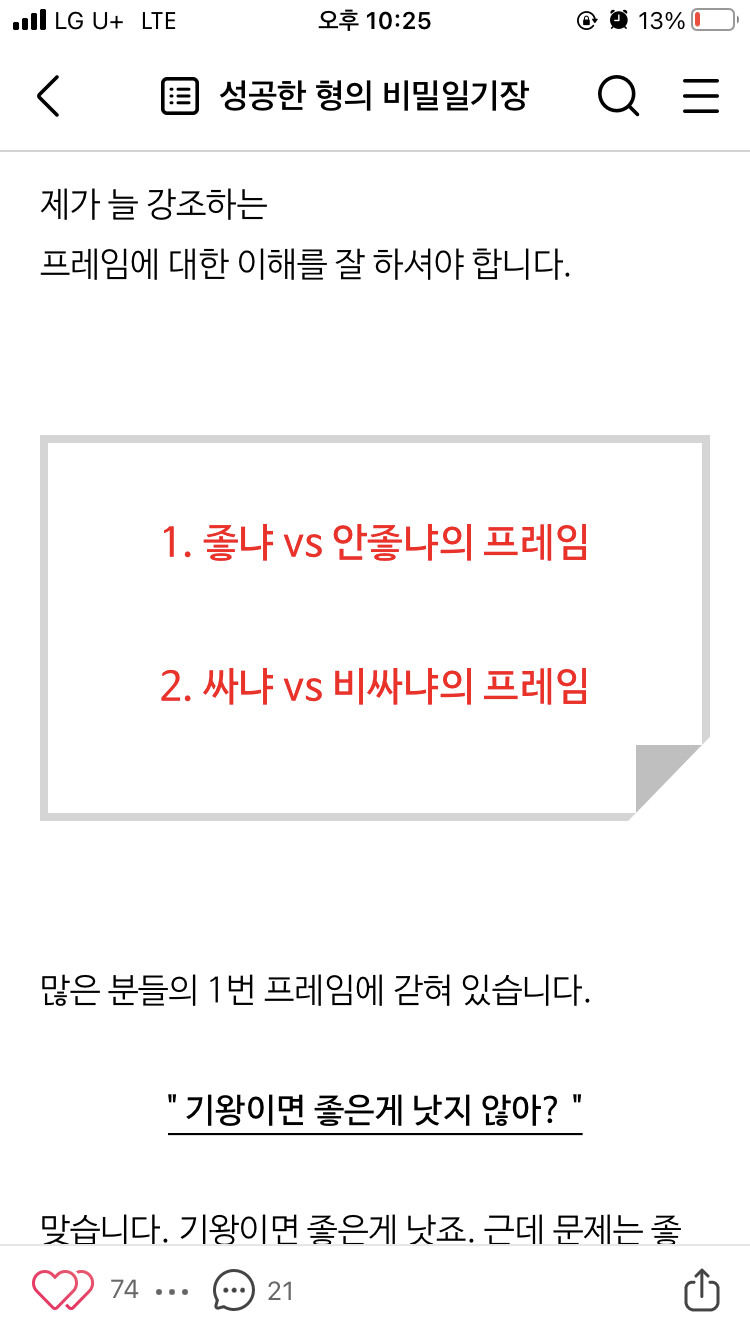 LG U+ LTE 오후 10:25 13%
성공한 형의 비밀일기장
제가 늘 강조하는
프레임에 대한 이해를 잘 하셔야 합니다.
1. 좋냐 vs 안좋냐의 프레임
2. 싸냐 vs 비싸냐의 프레임
많은 분들의 1번 프레임에 갇혀 있습니다.
" 기왕이면 좋은게 낫지 않아? "
맞습니다. 기왕이면 좋은게 낫죠. 근데 문제는 좋
74 ... 21